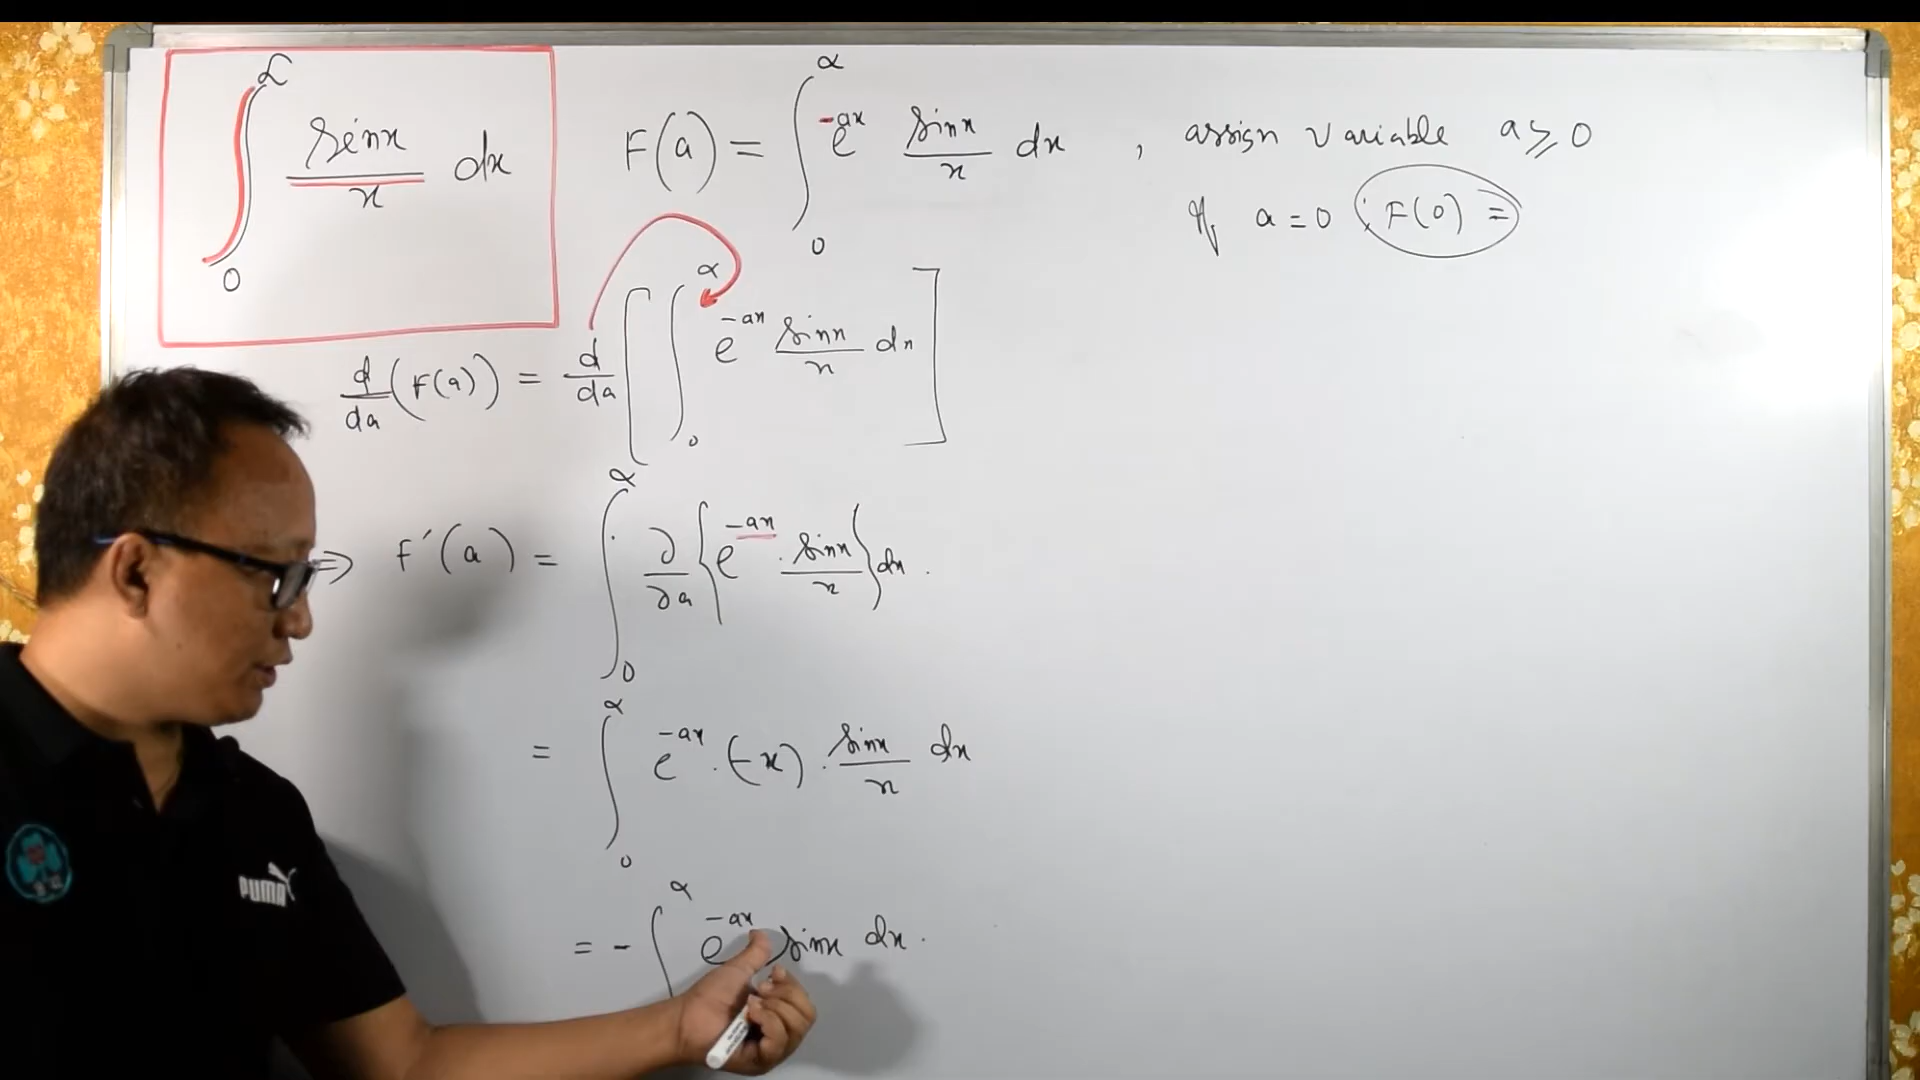 ∫₀^∝ sinx/x dx
F(a) = ∫₀^∝ e^-ax sinx/x dx , assign variable a ≥ 0
If a = 0 ; F(0) =
d/da (F(a)) = d/da [ ∫₀^∝ e^-ax sinx/x dx ]
⇒ F′(a) = ∫₀^∝ ∂/∂a { e^-ax · sinx/x } dx .
= ∫₀^∝ e^-ax · (-x) · sinx/x dx
= - ∫^∝ e^-ax sinx dx .
PUMA